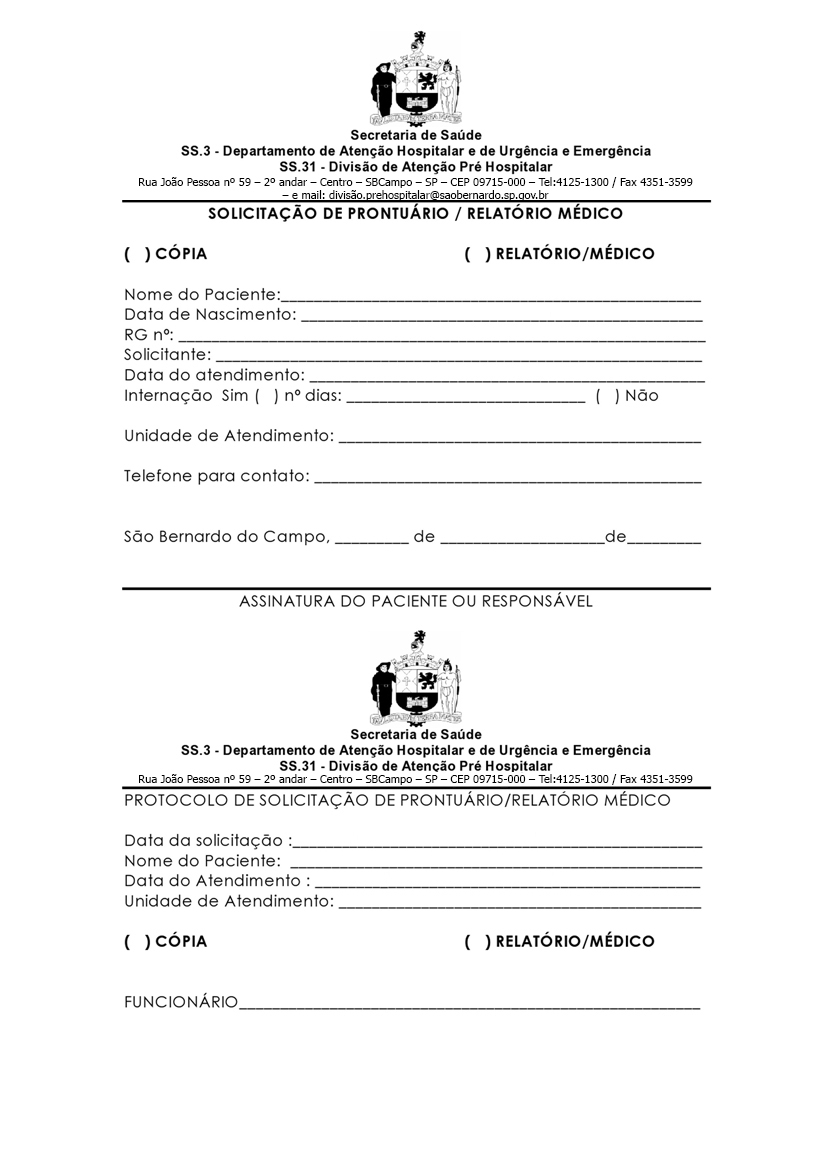 Secretaria de Saúde
SS.3 - Departamento de Atenção Hospitalar e de Urgência e Emergência
SS.31 - Divisão de Atenção Pré Hospitalar
Rua João Pessoa nº 59 – 2º andar – Centro – SBCampo – SP – CEP 09715-000 – Tel:4125-1300 / Fax 4351-3599
– e mail: divisão.prehospitalar@saobernardo.sp.gov.br
SOLICITAÇÃO DE PRONTUÁRIO / RELATÓRIO MÉDICO
( ) CÓPIA ( ) RELATÓRIO/MÉDICO
Nome do Paciente:___________________________________________________
Data de Nascimento: _________________________________________________
RG nº: ________________________________________________________________
Solicitante: ___________________________________________________________
Data do atendimento: ________________________________________________
Internação Sim ( ) nº dias: _____________________________ ( ) Não
Unidade de Atendimento: ____________________________________________
Telefone para contato: _______________________________________________
São Bernardo do Campo, _________ de ____________________de_________
ASSINATURA DO PACIENTE OU RESPONSÁVEL
Secretaria de Saúde
SS.3 - Departamento de Atenção Hospitalar e de Urgência e Emergência
SS.31 - Divisão de Atenção Pré Hospitalar
Rua João Pessoa nº 59 – 2º andar – Centro – SBCampo – SP – CEP 09715-000 – Tel:4125-1300 / Fax 4351-3599
PROTOCOLO DE SOLICITAÇÃO DE PRONTUÁRIO/RELATÓRIO MÉDICO
Data da solicitação :__________________________________________________
Nome do Paciente: __________________________________________________
Data do Atendimento : _______________________________________________
Unidade de Atendimento: ____________________________________________
( ) CÓPIA ( ) RELATÓRIO/MÉDICO
FUNCIONÁRIO________________________________________________________